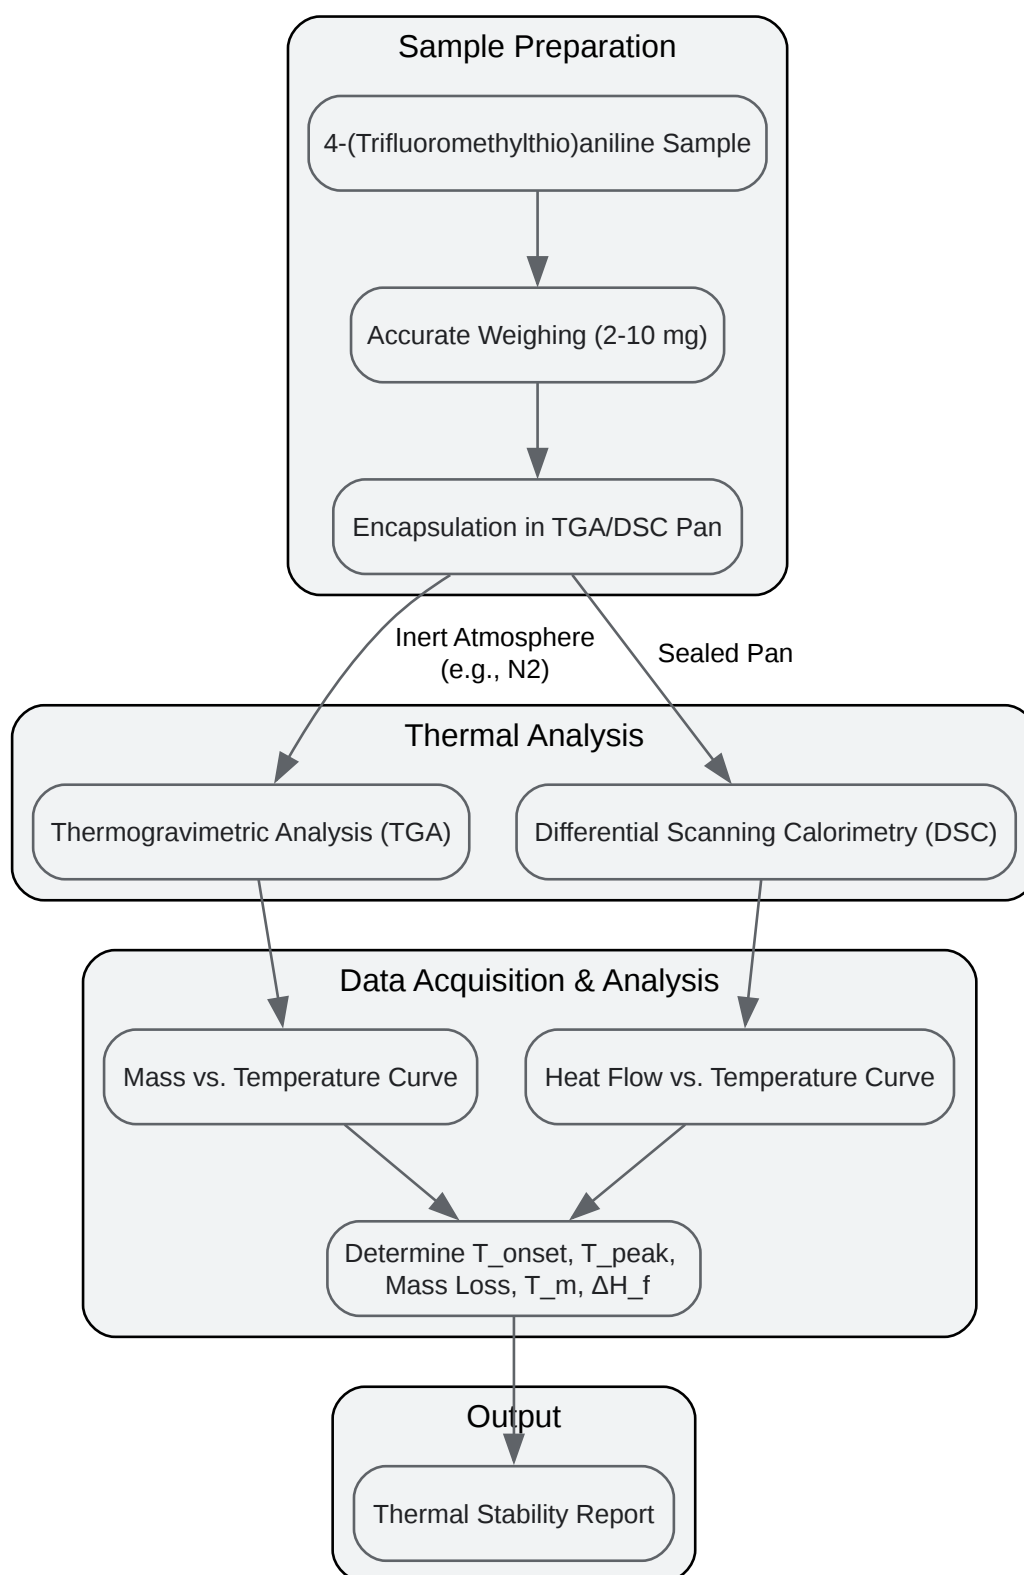 Sample Preparation
4-(Trifluoromethylthio)aniline Sample
Accurate Weighing (2-10 mg)
Encapsulation in TGA/DSC Pan
Inert Atmosphere
(e.g., N2)
Sealed Pan
Thermal Analysis
Thermogravimetric Analysis (TGA)
Differential Scanning Calorimetry (DSC)
Data Acquisition & Analysis
Mass vs. Temperature Curve
Heat Flow vs. Temperature Curve
Determine T_onset, T_peak,
Mass Loss, T_m, ΔH_f
Output
Thermal Stability Report